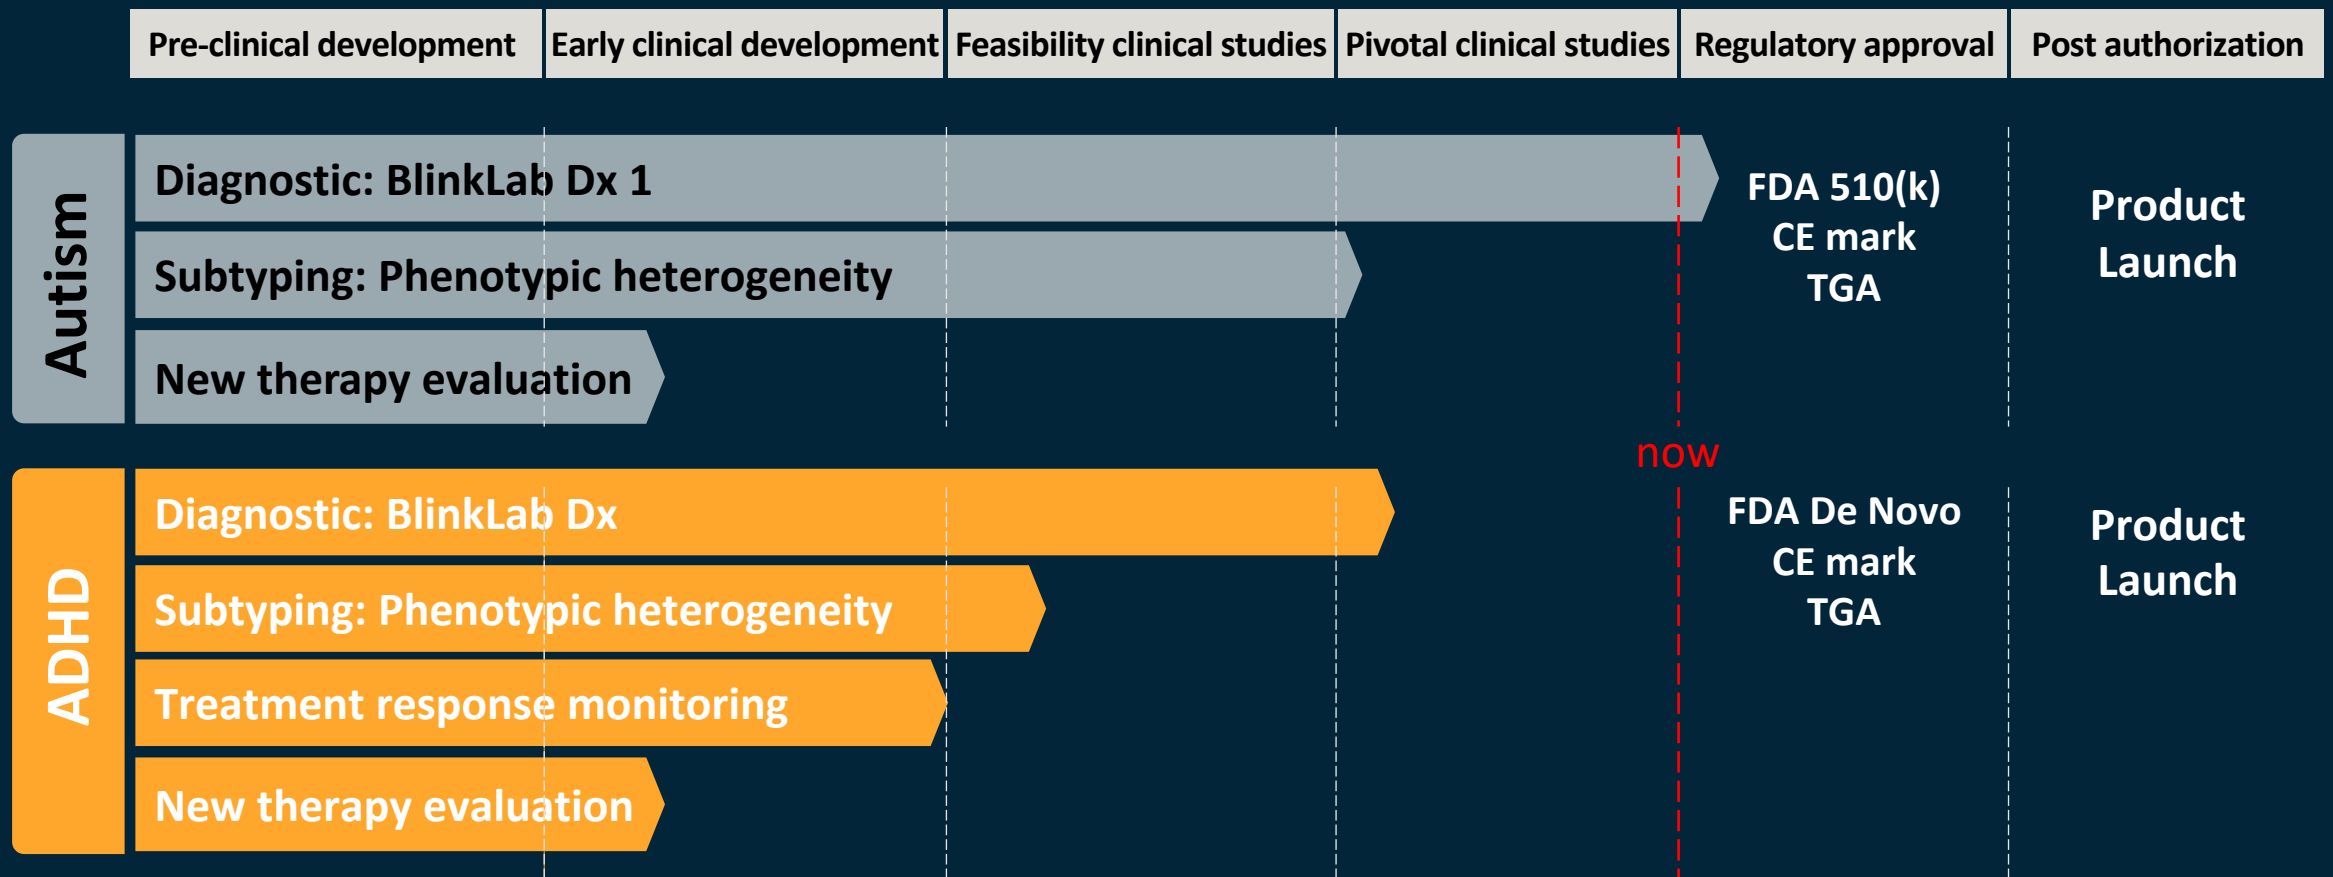 Pre-clinical development
Early clinical development
Feasibility clinical studies
Pivotal clinical studies
Regulatory approval
Post authorization
Autism
Diagnostic: BlinkLab Dx 1
Subtyping: Phenotypic heterogeneity
New therapy evaluation
FDA 510(k)
CE mark
TGA
Product
Launch
now
ADHD
Diagnostic: BlinkLab Dx
Subtyping: Phenotypic heterogeneity
Treatment response monitoring
New therapy evaluation
FDA De Novo
CE mark
TGA
Product
Launch